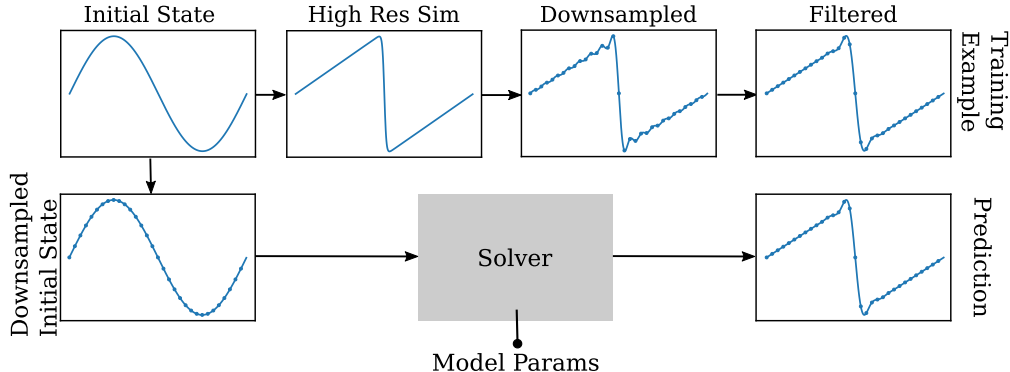 Initial State
High Res Sim
Downsampled
Filtered
Training
Example
Downsampled
Initial State
Solver
Prediction
Model Params